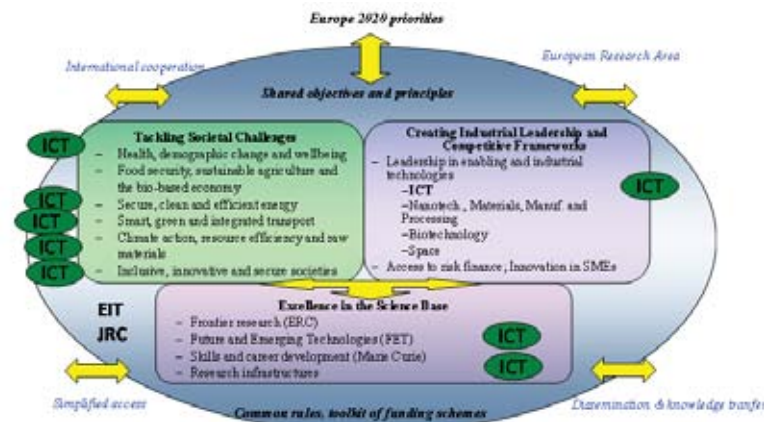 Europe 2020 priorities
International cooperation
European Research Area
Shared objectives and principles
Tackling Societal Challenges
– Health, demographic change and wellbeing
– Food security, sustainable agriculture and
the bio-based economy
– Secure, clean and efficient energy
– Smart, green and integrated transport
– Climate action, resource efficiency and raw
materials
– Inclusive, innovative and secure societies
ICT
ICT
ICT
ICT
ICT
Creating Industrial Leadership and
Competitive Frameworks
– Leadership in enabling and industrial
technologies
–ICT
–Nanotech., Materials, Manuf. and
Processing
–Biotechnology
–Space
– Access to risk finance, Innovation in SMEs
ICT
EIT
JRC
Excellence in the Science Base
– Frontier research (ERC)
– Future and Emerging Technologies (FET)
– Skills and career development (Marie Curie)
– Research infrastructures
ICT
ICT
Simplified access
Common rules, toolkit of funding schemes
Dissemination & knowledge tranfer